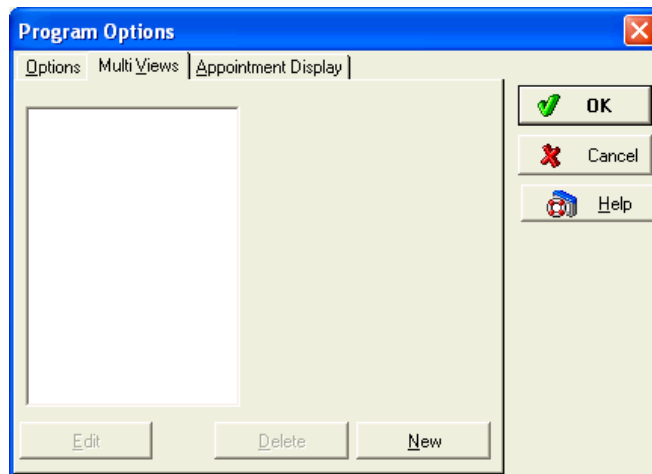 Program Options
Options Multi Views Appointment Display
OK
Cancel
Help
Edit Delete New